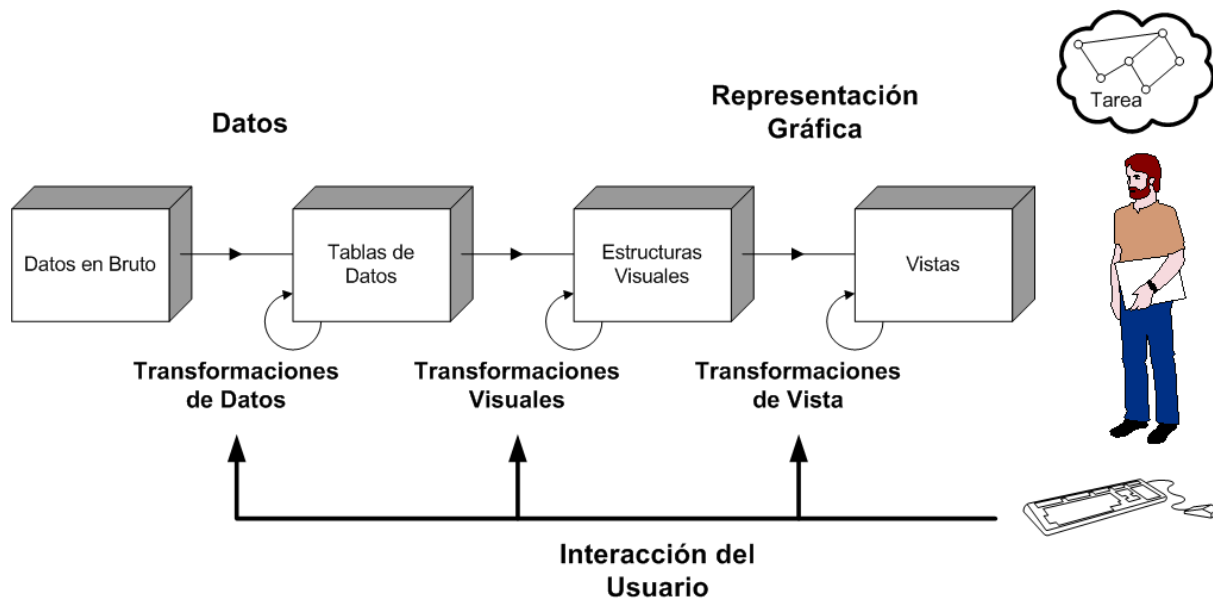 Tarea
Datos
Representación
Gráfica
Datos en Bruto
Tablas de
Datos
Estructuras
Visuales
Vistas
Transformaciones
de Datos
Transformaciones
Visuales
Transformaciones
de Vista
Interacción del
Usuario